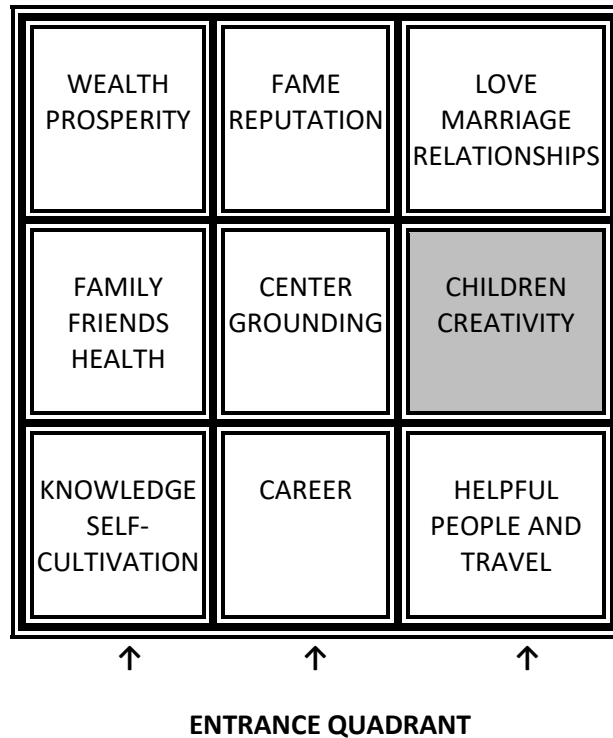 WEALTH
PROSPERITY
FAME
REPUTATION
LOVE
MARRIAGE
RELATIONSHIPS
FAMILY
FRIENDS
HEALTH
CENTER
GROUNDING
CHILDREN
CREATIVITY
KNOWLEDGE
SELF-
CULTIVATION
CAREER
HELPFUL
PEOPLE AND
TRAVEL
↑ ↑ ↑
ENTRANCE QUADRANT